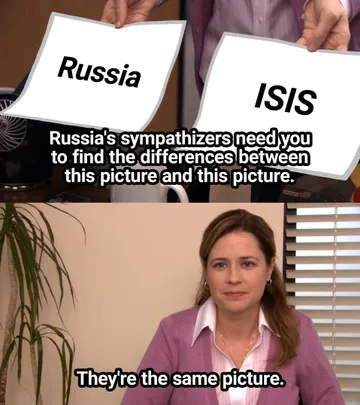 Russia
ISIS
Russia's sympathizers need you
to find the differences between
this picture and this picture.
They're the same picture.